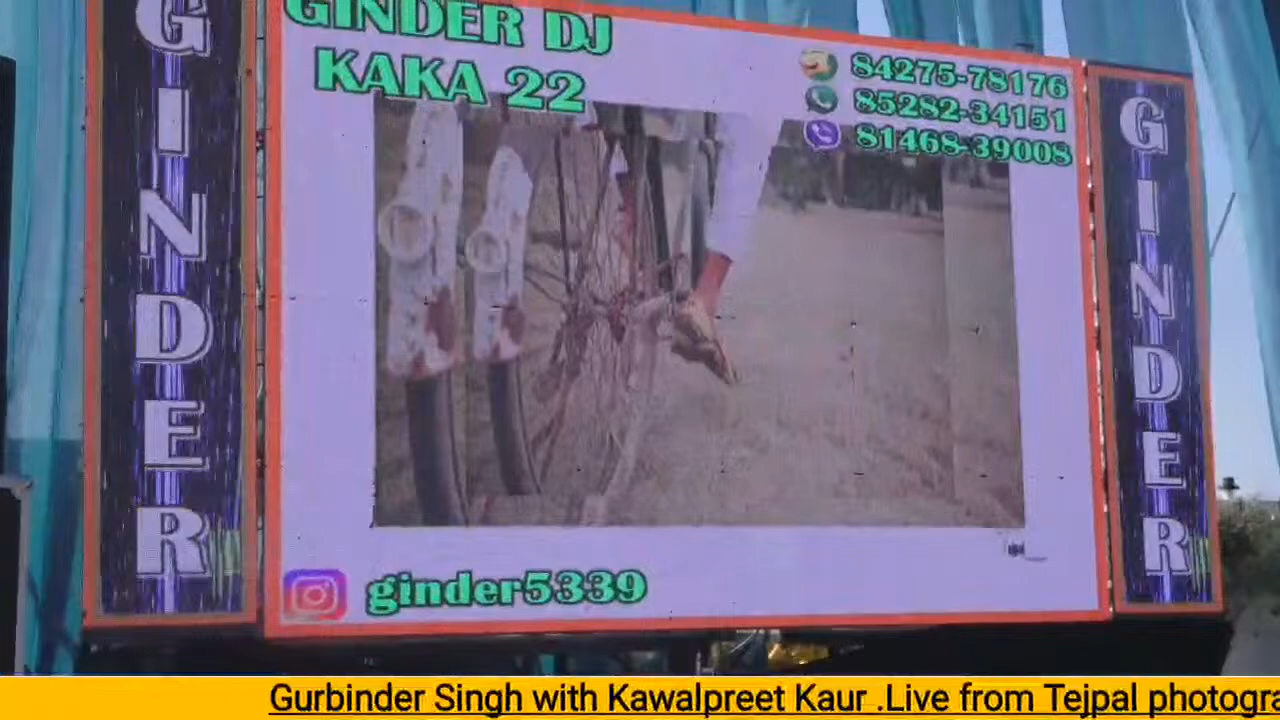 GINDER
GINDER DJ
KAKA 22
84275-78176
85282-34151
81468-39008
GINDER
ginder5339
Gurbinder Singh with Kawalpreet Kaur .Live from Tejpal photogra